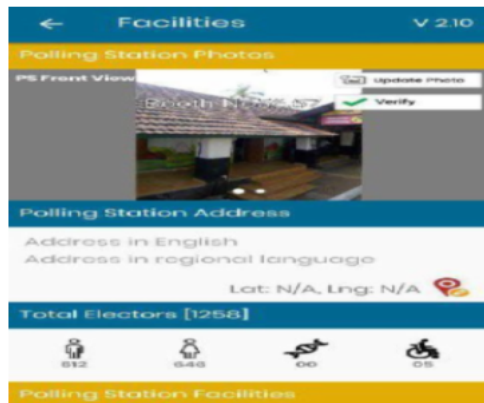 Facilities V 2.10
Polling Station Photos
PS Front View
Update Photo
Verify
Polling Station Address
Address in English
Address in regional language
Lat: N/A, Lng: N/A
Total Electors [1258]
612 646 00 05
Polling Station Facilities